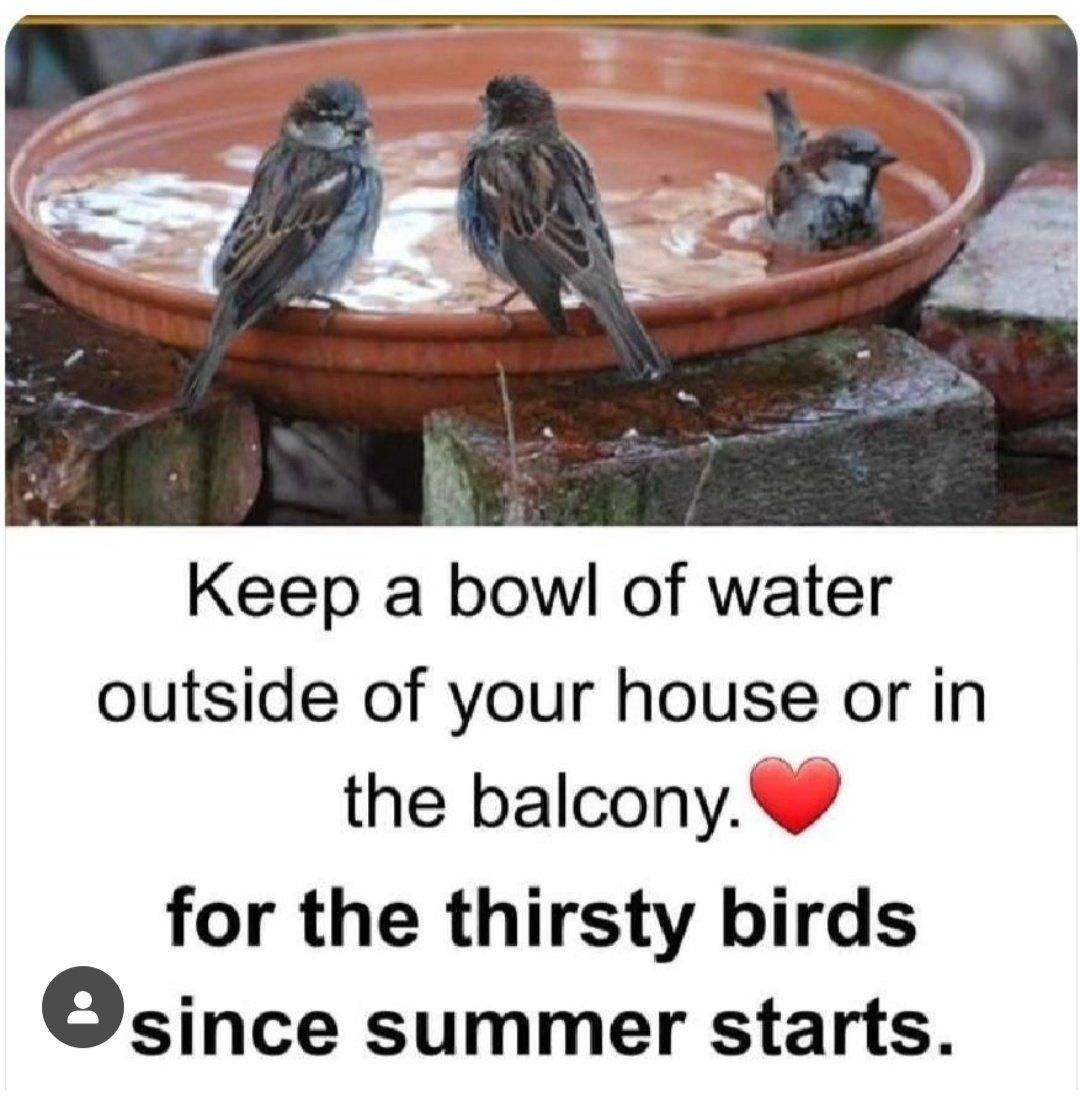 Keep a bowl of water
outside of your house or in
the balcony.❤️
for the thirsty birds
since summer starts.